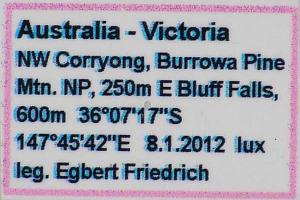 Australia - Victoria
NW Corryong, Burrowa Pine
Mtn. NP, 250m E Bluff Falls,
600m 36°07'17"S
147°45'42"E 8.1.2012 lux
leg. Egbert Friedrich